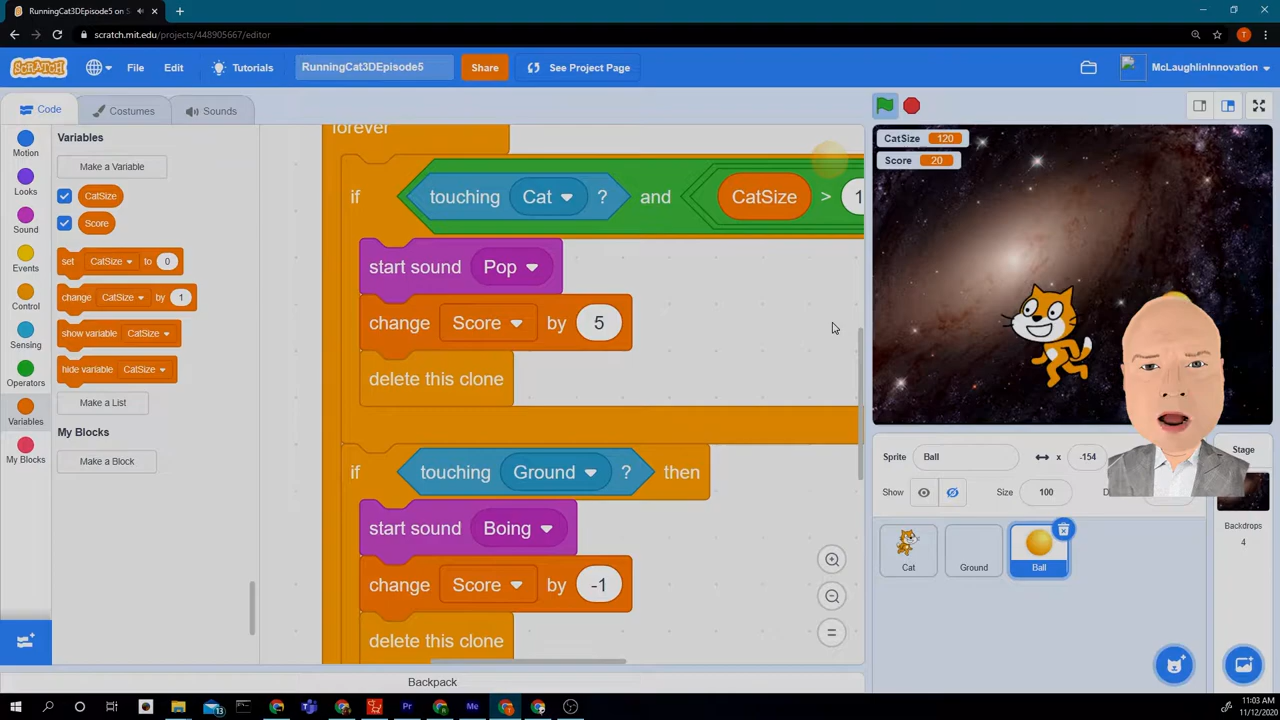 RunningCat3DEpisode5 on S
scratch.mit.edu/projects/448905667/editor
SCRATCH
File
Edit
Tutorials
RunningCat3DEpisode5
Share
See Project Page
McLaughlinInnovation
Code
Costumes
Sounds
Motion
Looks
Sound
Events
Control
Sensing
Operators
Variables
My Blocks
Variables
Make a Variable
CatSize
Score
set CatSize to 0
change CatSize by 1
show variable CatSize
hide variable CatSize
Make a List
My Blocks
Make a Block
forever
if touching Cat ? and CatSize > 1
start sound Pop
change Score by 5
delete this clone
if touching Ground ? then
start sound Boing
change Score by -1
delete this clone
Backpack
CatSize 120
Score 20
Sprite Ball x -154
Show Size 100
Cat
Ground
Ball
Stage
Backdrops
4
11:03 AM
11/12/2020